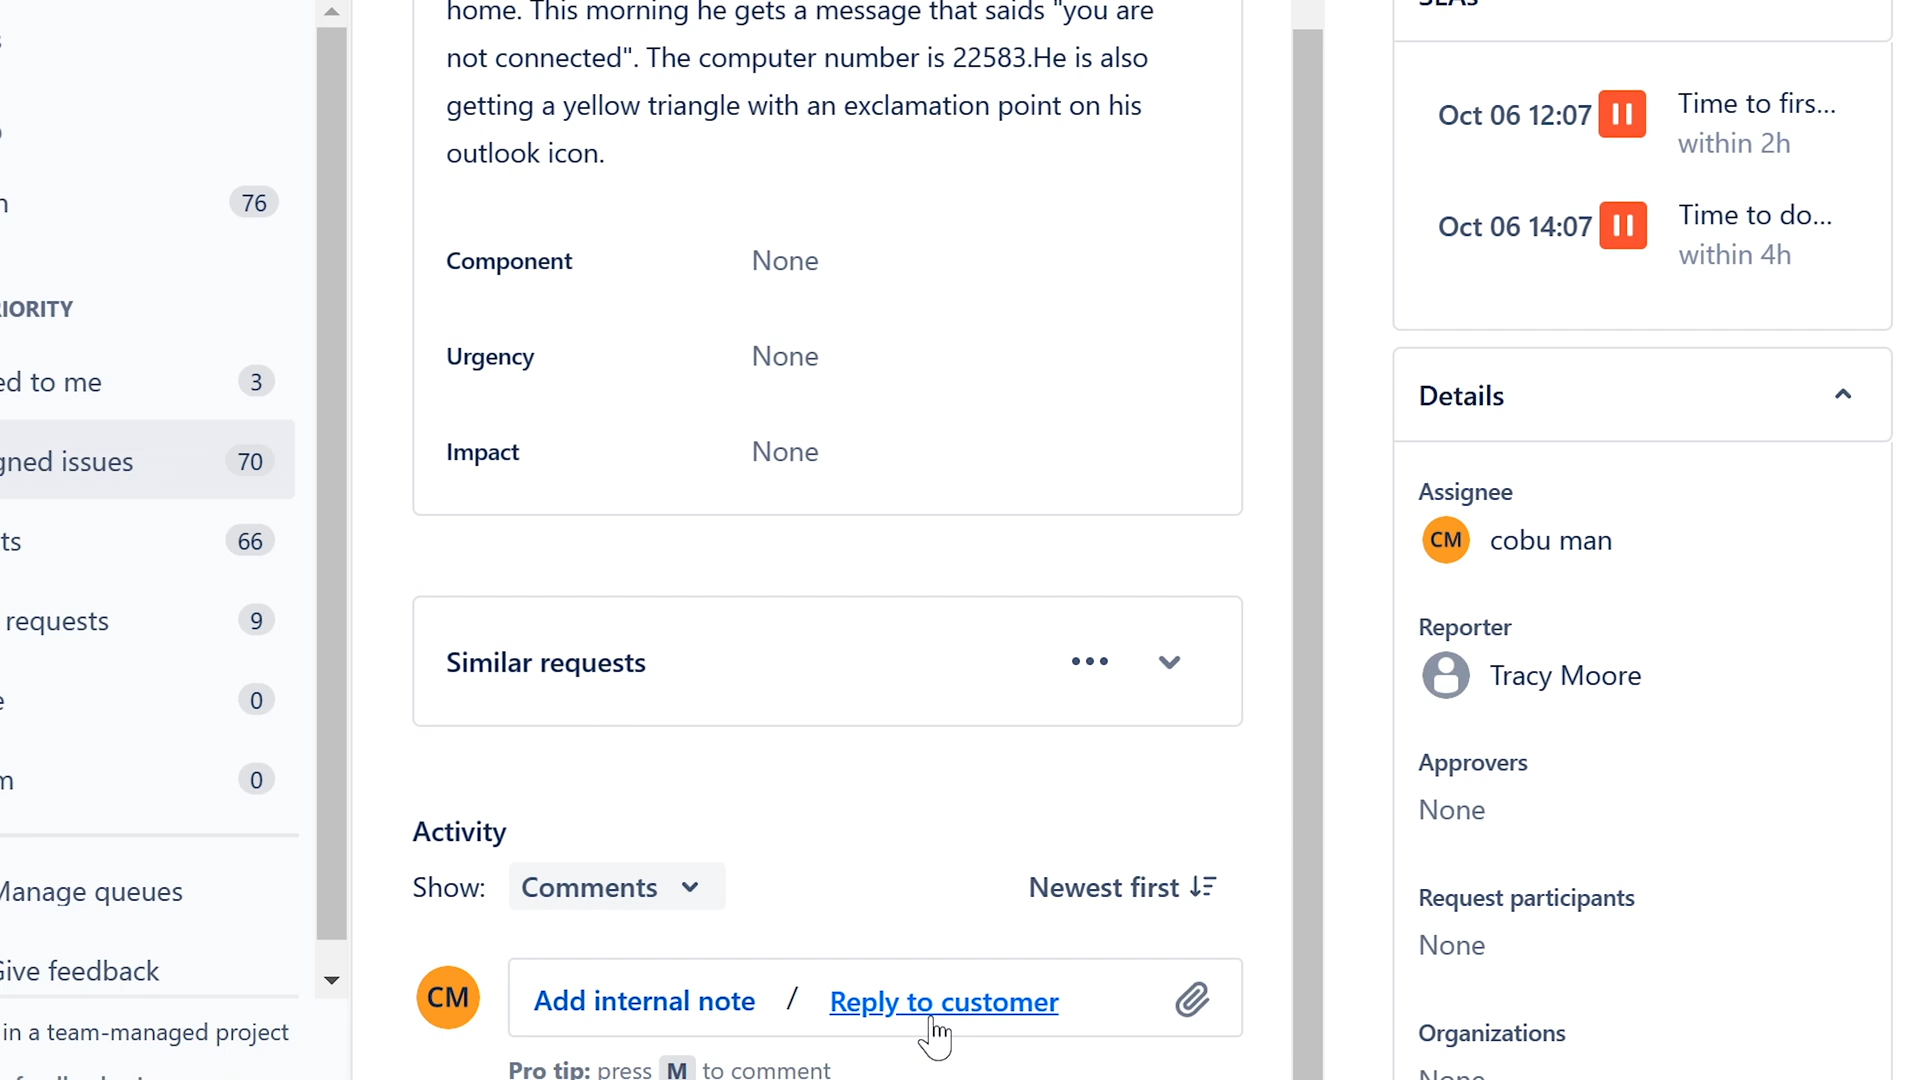 home. This morning he gets a message that saids "you are
not connected". The computer number is 22583.He is also
getting a yellow triangle with an exclamation point on his
outlook icon.
Component None
Urgency None
Impact None
Similar requests
Activity
Show: Comments Newest first
CM Add internal note / Reply to customer
Pro tip: press M to comment
76
IORITY
ed to me 3
gned issues 70
ts 66
requests 9
e 0
m 0
Manage queues
Give feedback
in a team-managed project
SLAs
Oct 06 12:07 Time to firs...
within 2h
Oct 06 14:07 Time to do...
within 4h
Details
Assignee
CM cobu man
Reporter
Tracy Moore
Approvers
None
Request participants
None
Organizations
None